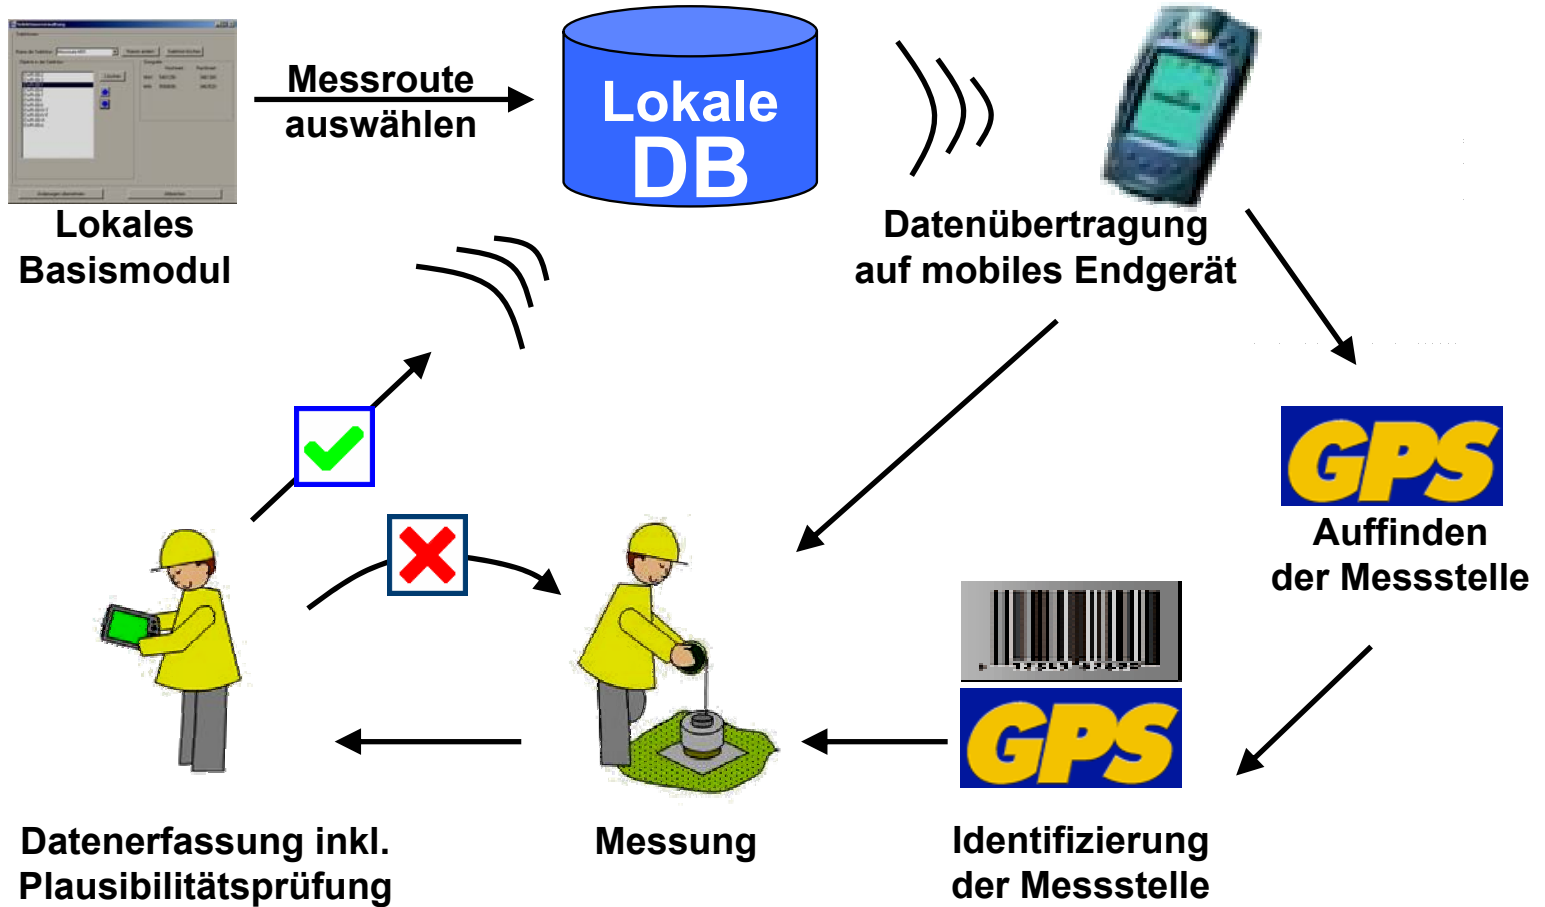 Messroute
auswählen
Lokale
DB
Lokales
Basismodul
Datenübertragung
auf mobiles Endgerät
GPS
Auffinden
der Messstelle
GPS
Identifizierung
der Messstelle
Messung
Datenerfassung inkl.
Plausibilitätsprüfung